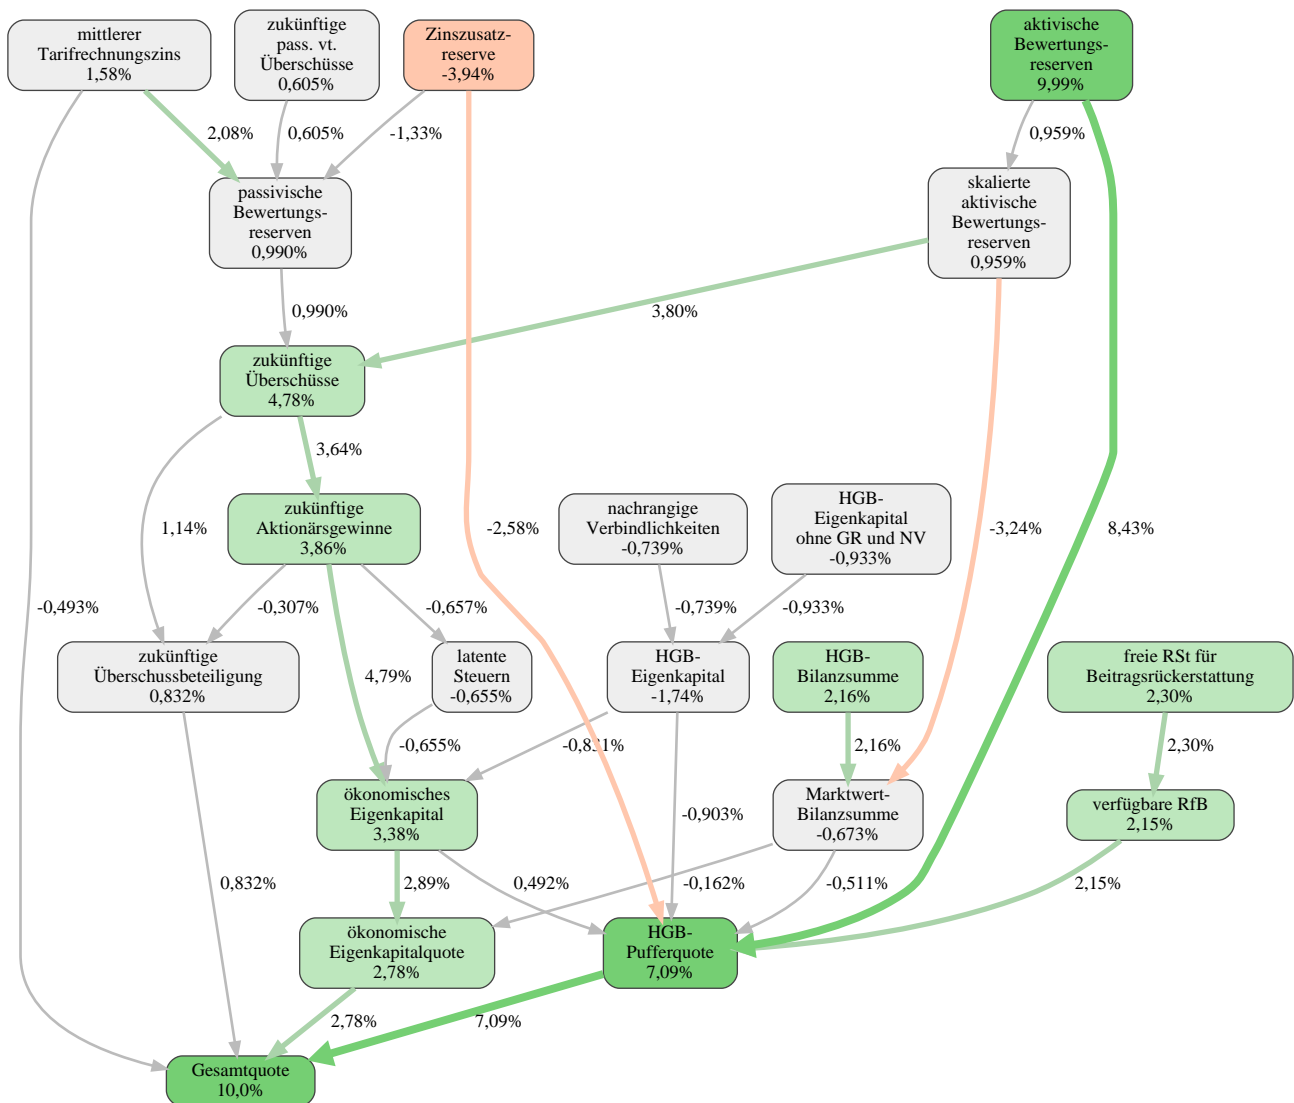 mittlerer
Tarifrechnungszins
1,58%
zukünftige
pass. vt.
Überschüsse
0,605%
Zinszusatz-
reserve
-3,94%
aktivische
Bewertungs-
reserven
9,99%
2,08%
0,605%
-1,33%
0,959%
passivische
Bewertungs-
reserven
0,990%
skalierte
aktivische
Bewertungs-
reserven
0,959%
0,990%
3,80%
zukünftige
Überschüsse
4,78%
3,64%
zukünftige
Aktionärsgewinne
3,86%
nachrangige
Verbindlichkeiten
-0,739%
HGB-
Eigenkapital
ohne GR und NV
-0,933%
1,14%
-2,58%
-3,24%
8,43%
-0,493%
-0,307%
-0,657%
-0,739%
-0,933%
zukünftige
Überschussbeteiligung
0,832%
4,79%
latente
Steuern
-0,655%
HGB-
Eigenkapital
-1,74%
HGB-
Bilanzsumme
2,16%
freie RSt für
Beitragsrückerstattung
2,30%
-0,655%
-0,831%
2,16%
2,30%
ökonomisches
Eigenkapital
3,38%
-0,903%
Marktwert-
Bilanzsumme
-0,673%
verfügbare RfB
2,15%
0,832%
2,89%
0,492%
-0,162%
-0,511%
2,15%
ökonomische
Eigenkapitalquote
2,78%
HGB-
Pufferquote
7,09%
2,78%
7,09%
Gesamtquote
10,0%